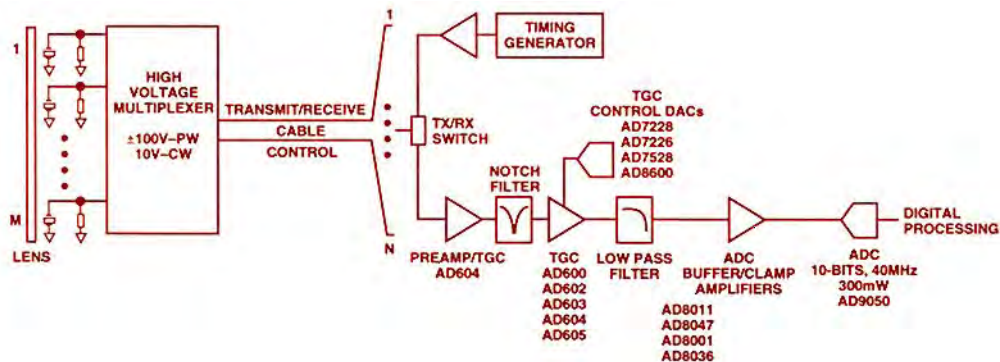 1
M
LENS
HIGH
VOLTAGE
MULTIPLEXER
±100V–PW
10V–CW
TRANSMIT/RECEIVE
CABLE
CONTROL
1
N
TIMING
GENERATOR
TX/RX
SWITCH
TGC
CONTROL DACs
AD7228
AD7226
AD7528
AD8600
PREAMP/TGC
AD604
NOTCH
FILTER
TGC
AD600
AD602
AD603
AD604
AD605
LOW PASS
FILTER
ADC
BUFFER/CLAMP
AMPLIFIERS
AD8011
AD8047
AD8001
AD8036
ADC
10-BITS, 40MHz
300mW
AD9050
DIGITAL
PROCESSING